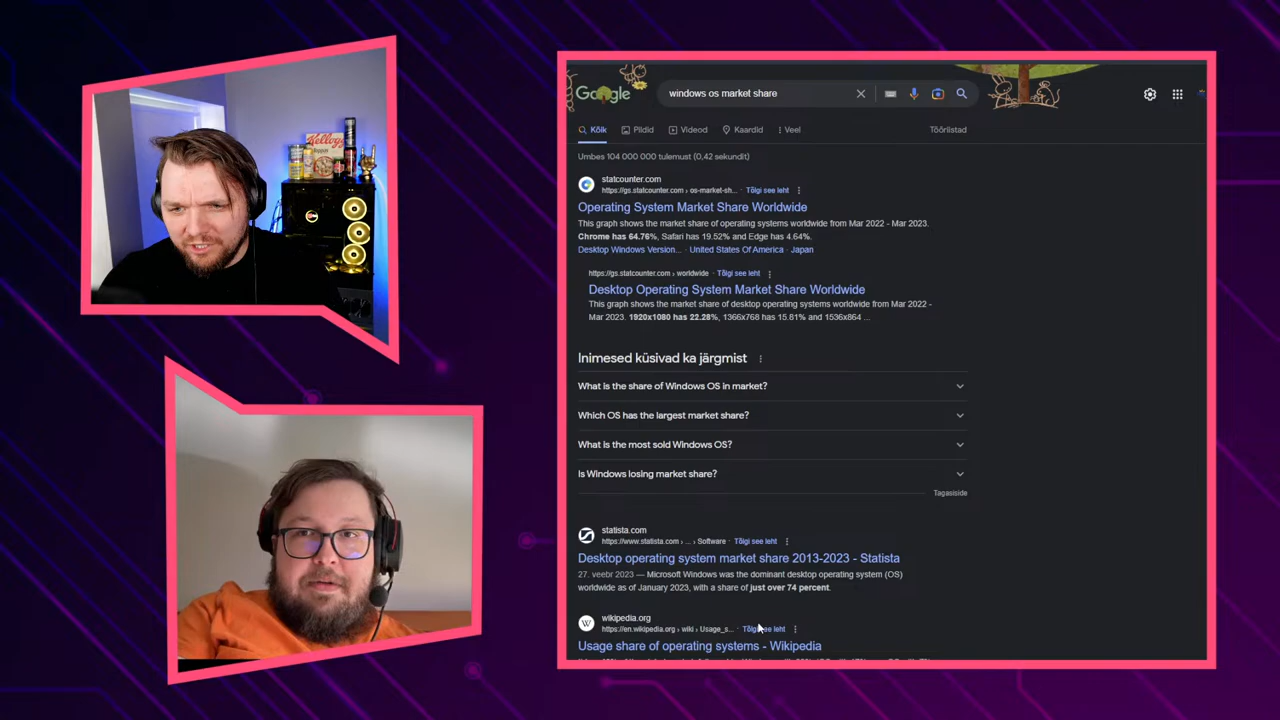 Kellogg's
Google
windows os market share
Kõik
Pildid
Videod
Kaardid
Veel
Tööriistad
Umbes 104 000 000 tulemust (0,42 sekundit)
statcounter.com
https://gs.statcounter.com › os-market-sh... · Tõlgi see leht
Operating System Market Share Worldwide
This graph shows the market share of operating systems worldwide from Mar 2022 - Mar 2023.
Chrome has 64.76%, Safari has 19.52% and Edge has 4.64%.
Desktop Windows Version... · United States Of America · Japan
https://gs.statcounter.com › worldwide · Tõlgi see leht
Desktop Operating System Market Share Worldwide
This graph shows the market share of desktop operating systems worldwide from Mar 2022 -
Mar 2023. 1920x1080 has 22.28%, 1366x768 has 15.81% and 1536x864 ...
Inimesed küsivad ka järgmist
What is the share of Windows OS in market?
Which OS has the largest market share?
What is the most sold Windows OS?
Is Windows losing market share?
Tagasiside
statista.com
https://www.statista.com › ... › Software · Tõlgi see leht
Desktop operating system market share 2013-2023 - Statista
27. veebr 2023 — Microsoft Windows was the dominant desktop operating system (OS)
worldwide as of January 2023, with a share of just over 74 percent.
W
wikipedia.org
https://en.wikipedia.org › wiki › Usage_s... · Tõlgi see leht
Usage share of operating systems - Wikipedia